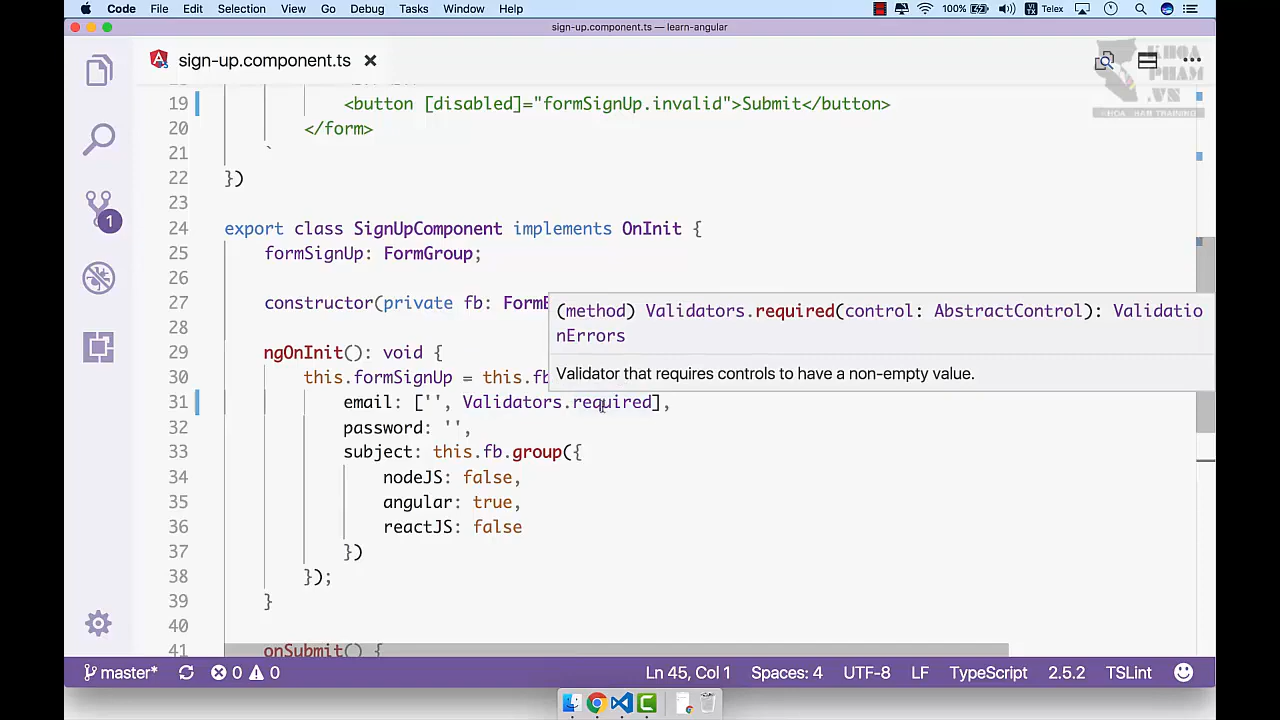 Code File Edit Selection View Go Debug Tasks Window Help 100% Telex
sign-up.component.ts — learn-angular
sign-up.component.ts
KHOA
PHAM
.VN
19 <button [disabled]="formSignUp.invalid">Submit</button>
20 </form>
21 `
22 })
23
24 export class SignUpComponent implements OnInit {
25 formSignUp: FormGroup;
26
27 constructor(private fb: FormB
(method) Validators.required(control: AbstractControl): Validatio
nErrors
28
29 ngOnInit(): void {
Validator that requires controls to have a non-empty value.
30 this.formSignUp = this.fb
31 email: ['', Validators.required],
32 password: '',
33 subject: this.fb.group({
34 nodeJS: false,
35 angular: true,
36 reactJS: false
37 })
38 });
39 }
40
41 onSubmit() {
1
master* 0 0 Ln 45, Col 1 Spaces: 4 UTF-8 LF TypeScript 2.5.2 TSLint